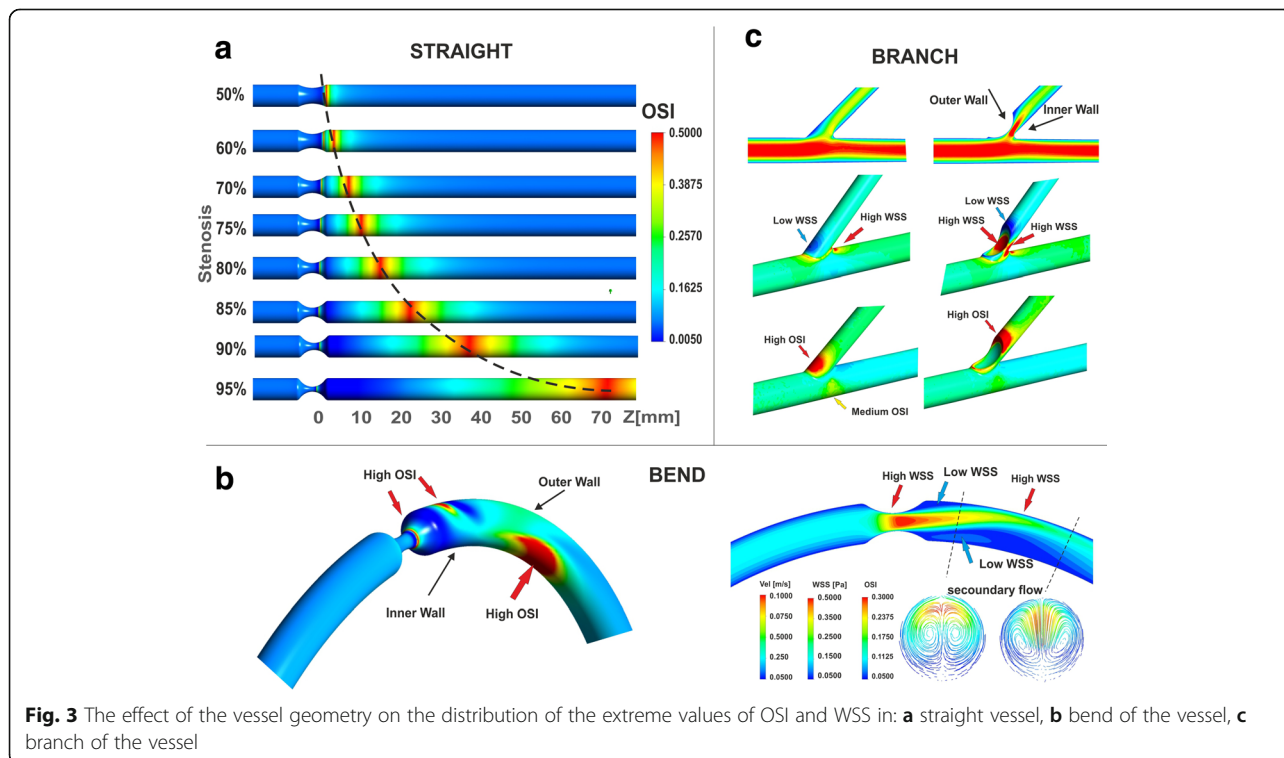 a
STRAIGHT
Stenosis
50%
60%
70%
75%
80%
85%
90%
95%
0 10 20 30 40 50 60 70 Z[mm]
OSI
0.5000
0.3875
0.2570
0.1625
0.0050
c
BRANCH
Outer Wall
Inner Wall
Low WSS
High WSS
Low WSS
High WSS
High WSS
High OSI
Medium OSI
High OSI
b
BEND
High OSI
Outer Wall
Inner Wall
High OSI
High WSS
Low WSS
High WSS
Low WSS
secoundary flow
Vel [m/s] WSS [Pa] OSI
0.1000 0.5000 0.3000
0.0750 0.3500 0.2375
0.5000 0.2500 0.1750
0.250 0.1500 0.1125
0.0500 0.0500 0.0500
Fig. 3 The effect of the vessel geometry on the distribution of the extreme values of OSI and WSS in: a straight vessel, b bend of the vessel, c
branch of the vessel